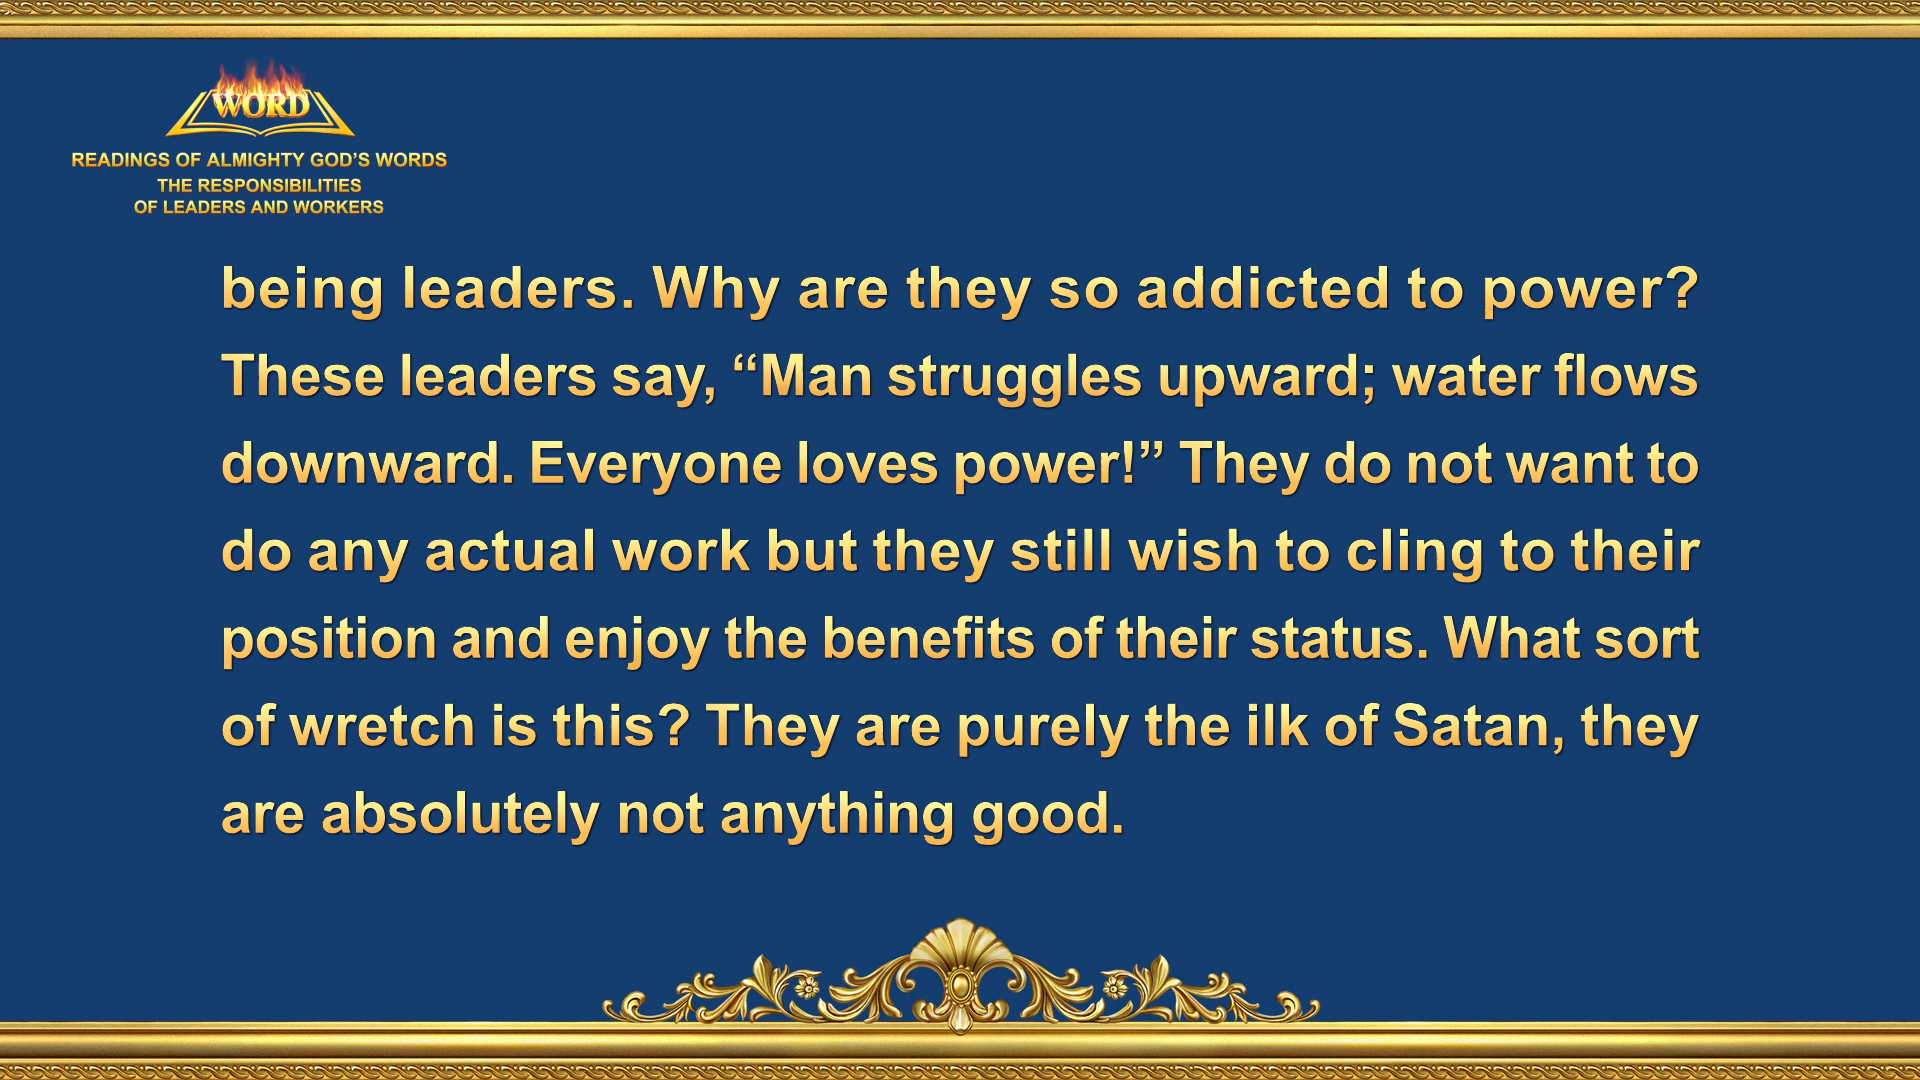 WORD
READINGS OF ALMIGHTY GOD’S WORDS
THE RESPONSIBILITIES
OF LEADERS AND WORKERS
being leaders. Why are they so addicted to power?
These leaders say, “Man struggles upward; water flows
downward. Everyone loves power!” They do not want to
do any actual work but they still wish to cling to their
position and enjoy the benefits of their status. What sort
of wretch is this? They are purely the ilk of Satan, they
are absolutely not anything good.